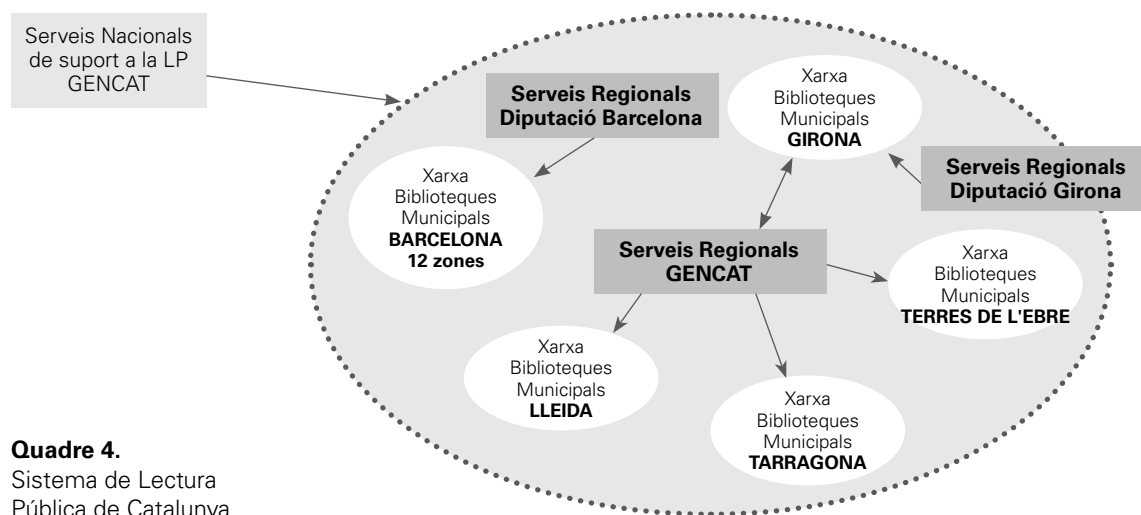 Serveis Nacionals
de suport a la LP
GENCAT
Serveis Regionals
Diputació Barcelona
Xarxa
Biblioteques
Municipals
GIRONA
Serveis Regionals
Diputació Girona
Xarxa
Biblioteques
Municipals
BARCELONA
12 zones
Serveis Regionals
GENCAT
Xarxa
Biblioteques
Municipals
TERRES DE L'EBRE
Xarxa
Biblioteques
Municipals
LLEIDA
Xarxa
Biblioteques
Municipals
TARRAGONA
Quadre 4.
Sistema de Lectura
Pública de Catalunya